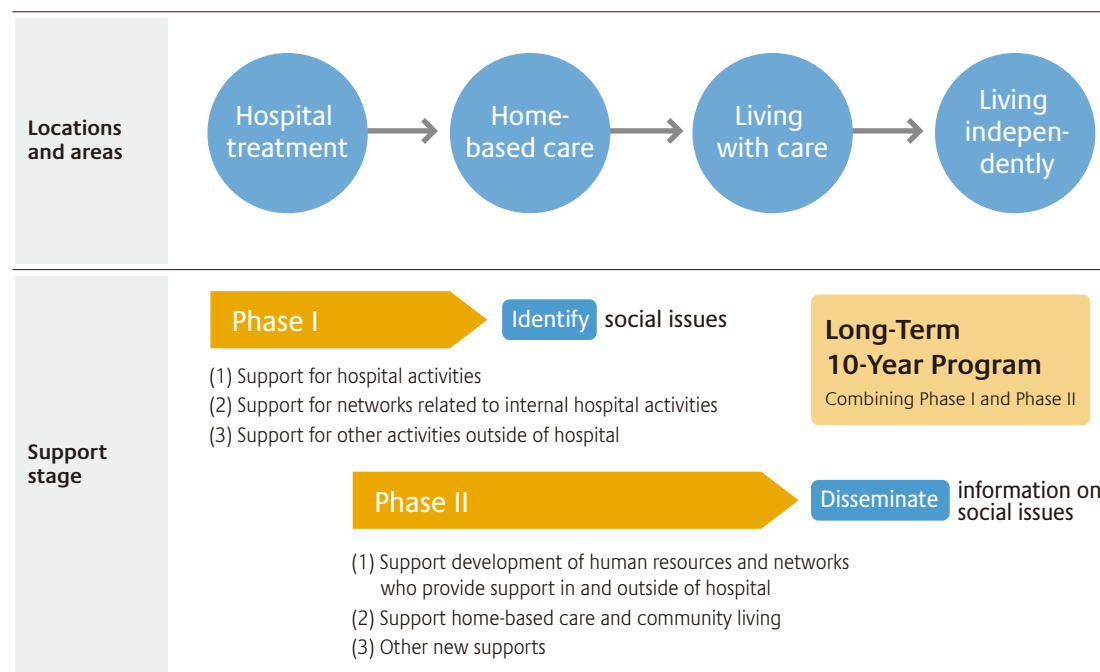 Locations
and areas
Hospital
treatment
Home-
based care
Living
with care
Living
indepen-
dently
Support
stage
Phase I
Identify social issues
(1) Support for hospital activities
(2) Support for networks related to internal hospital activities
(3) Support for other activities outside of hospital
Long-Term
10-Year Program
Combining Phase I and Phase II
Phase II
Disseminate
information on
social issues
(1) Support development of human resources and networks
who provide support in and outside of hospital
(2) Support home-based care and community living
(3) Other new supports